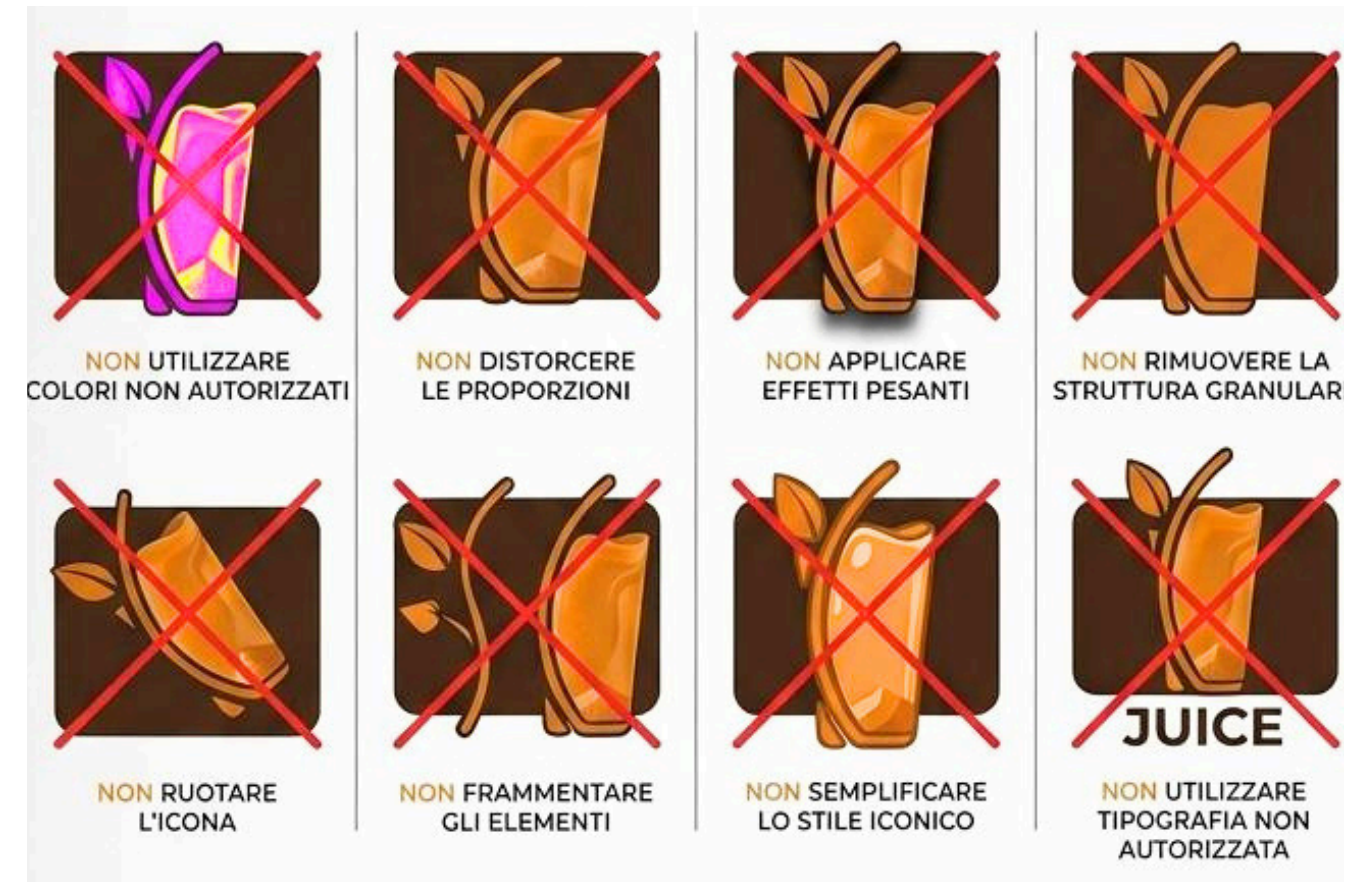 NON UTILIZZARE
COLORI NON AUTORIZZATI
NON DISTORCERE
LE PROPORZIONI
NON APPLICARE
EFFETTI PESANTI
NON RIMUOVERE LA
STRUTTURA GRANULAR
JUICE
NON RUOTARE
L'ICONA
NON FRAMMENTARE
GLI ELEMENTI
NON SEMPLIFICARE
LO STILE ICONICO
NON UTILIZZARE
TIPOGRAFIA NON
AUTORIZZATA